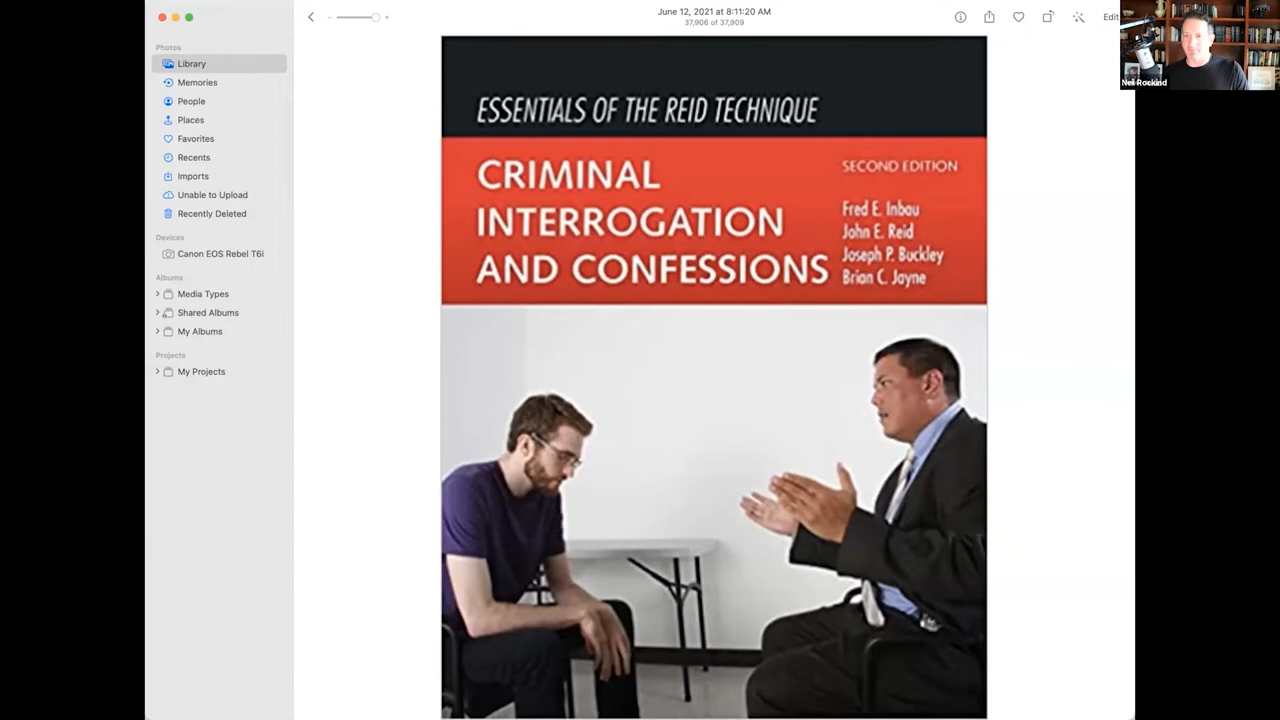 June 12, 2021 at 8:11:20 AM
37,906 of 37,909
Edit
Neil Rockind
Photos
Library
Memories
People
Places
Favorites
Recents
Imports
Unable to Upload
Recently Deleted
Devices
Canon EOS Rebel T6i
Albums
Media Types
Shared Albums
My Albums
Projects
My Projects
ESSENTIALS OF THE REID TECHNIQUE
CRIMINAL
INTERROGATION
AND CONFESSIONS
SECOND EDITION
Fred E. Inbau
John E. Reid
Joseph P. Buckley
Brian C. Jayne